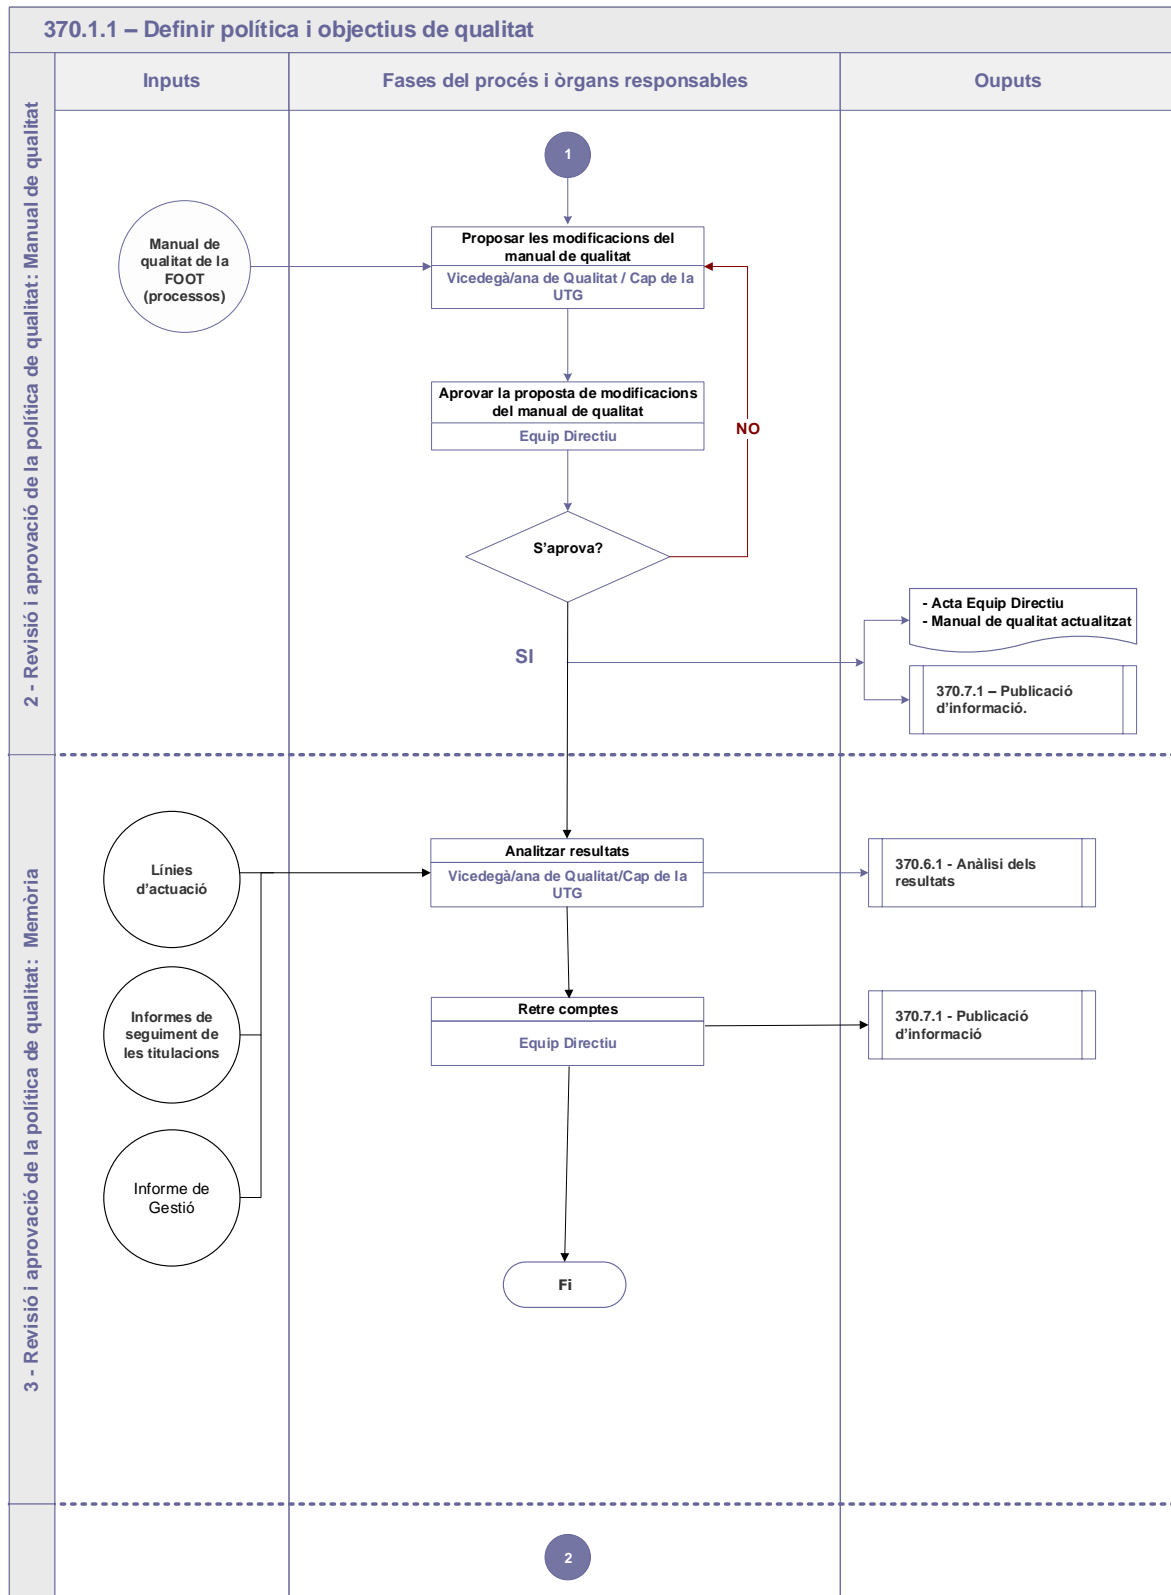 370.1.1 – Definir política i objectius de qualitat
Inputs
Fases del procés i òrgans responsables
Ouputs
2 - Revisió i aprovació de la política de qualitat: Manual de qualitat
1
Manual de
qualitat de la
FOOT
(processos)
Proposar les modificacions del
manual de qualitat
Vicedegà/ana de Qualitat / Cap de la
UTG
Aprovar la proposta de modificacions
del manual de qualitat
Equip Directiu
NO
S'aprova?
SI
- Acta Equip Directiu
- Manual de qualitat actualitzat
370.7.1 – Publicació
d'informació.
3 - Revisió i aprovació de la política de qualitat: Memòria
Línies
d'actuació
Analitzar resultats
Vicedegà/ana de Qualitat/Cap de la
UTG
370.6.1 - Anàlisi dels
resultats
Informes de
seguiment de
les titulacions
Retre comptes
Equip Directiu
370.7.1 - Publicació
d'informació
Informe de
Gestió
Fi
2